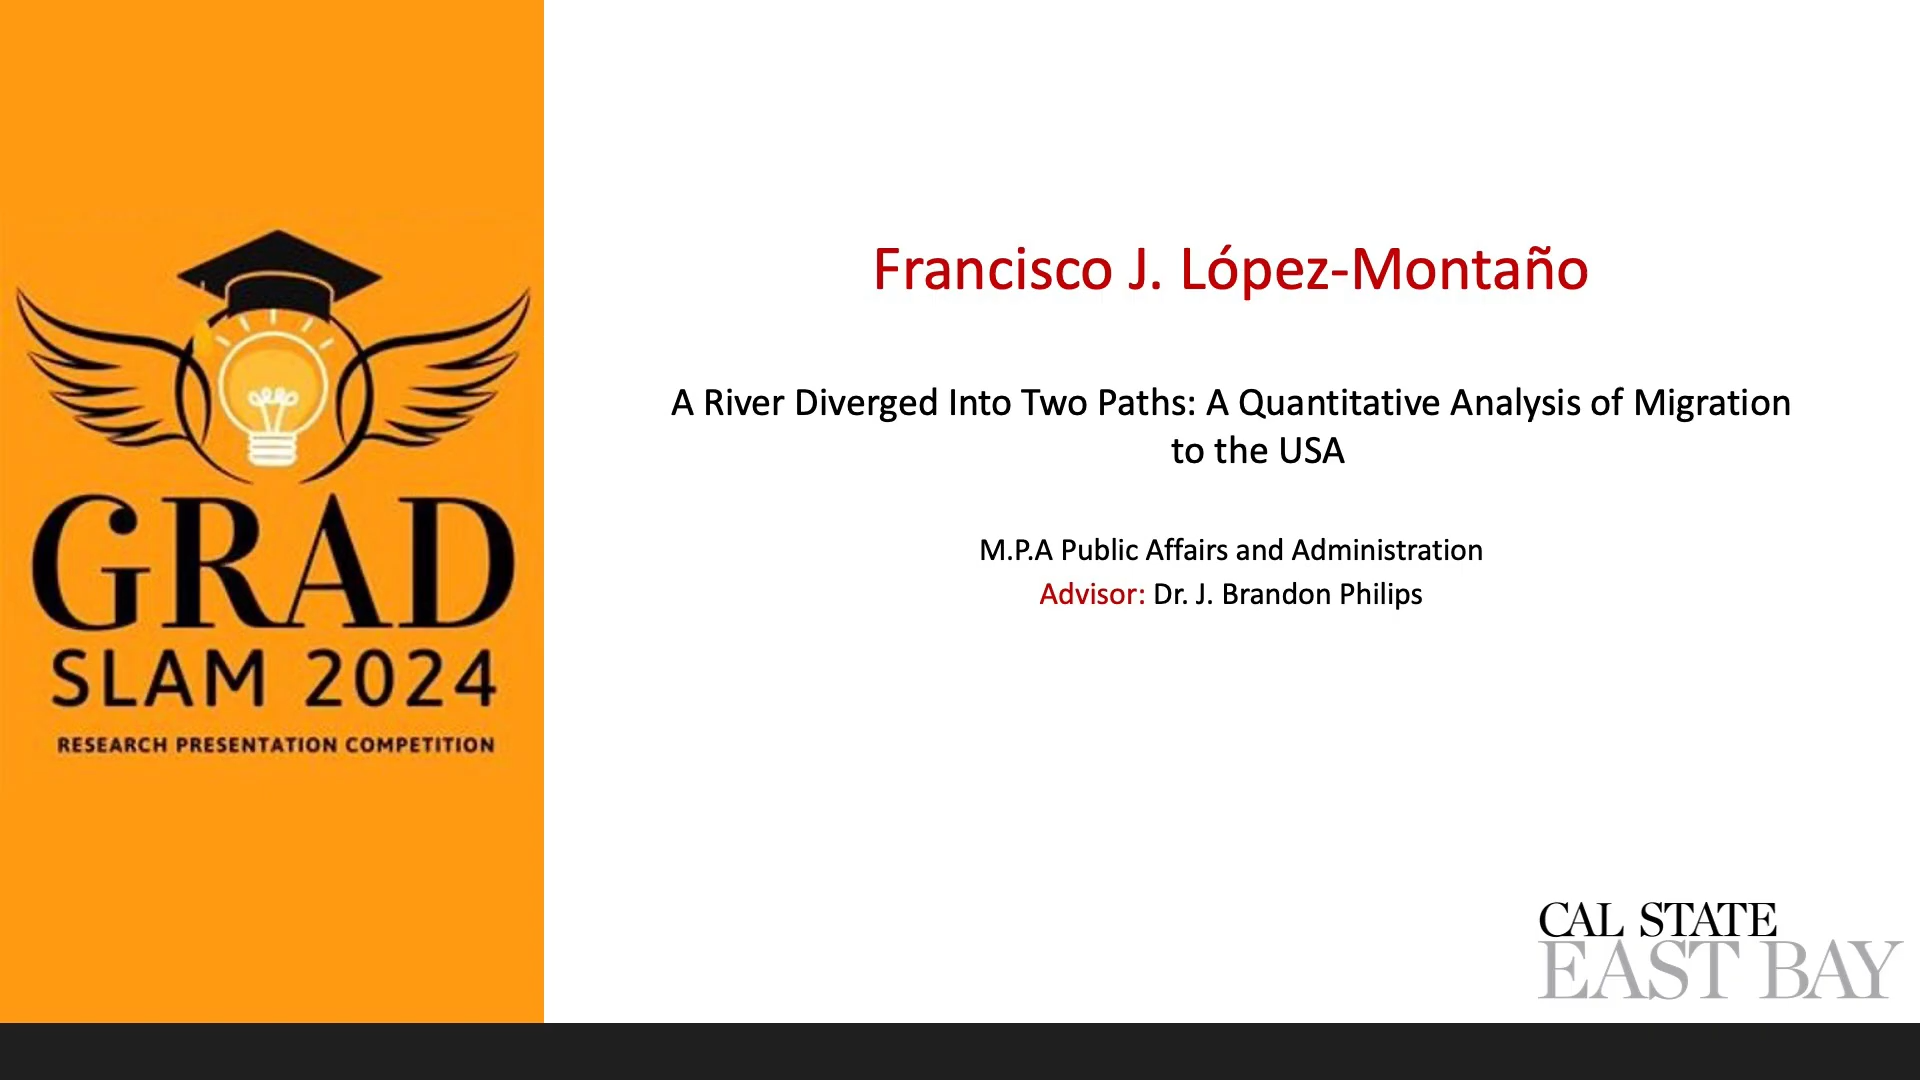 GRAD
SLAM 2024
RESEARCH PRESENTATION COMPETITION
Francisco J. López-Montaño
A River Diverged Into Two Paths: A Quantitative Analysis of Migration
to the USA
M.P.A Public Affairs and Administration
Advisor: Dr. J. Brandon Philips
CAL STATE
EAST BAY